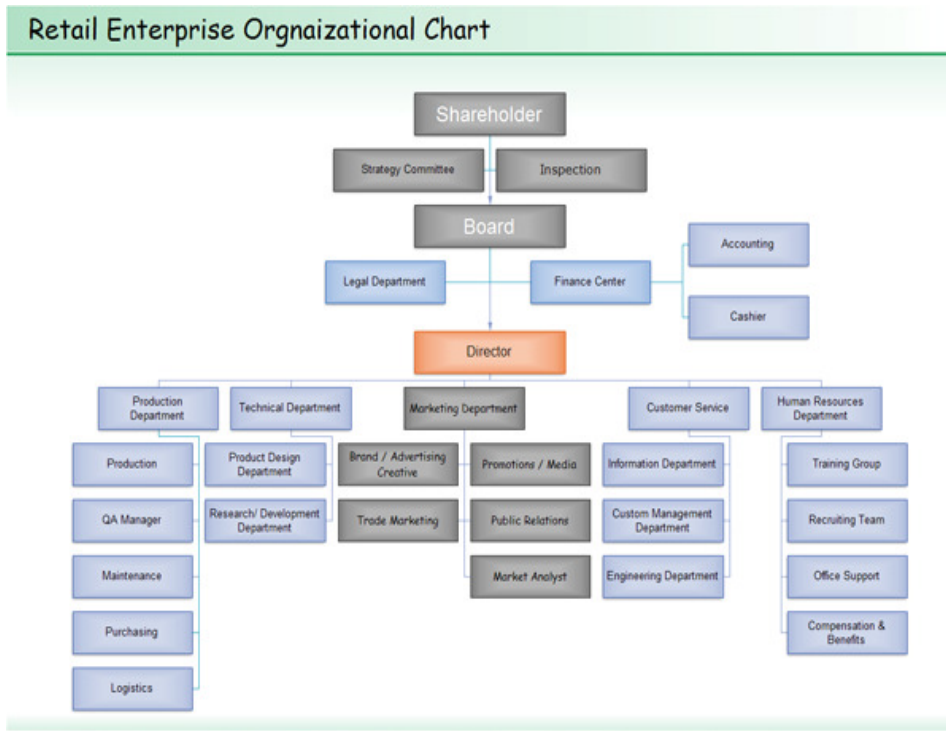 Retail Enterprise Orgnaizational Chart
Shareholder
Strategy Committee
Inspection
Board
Legal Department
Finance Center
Accounting
Cashier
Director
Production
Department
Technical Department
Marketing Department
Customer Service
Human Resources
Department
Production
QA Manager
Maintenance
Purchasing
Logistics
Product Design
Department
Research/ Development
Department
Brand / Advertising
Creative
Trade Marketing
Promotions / Media
Public Relations
Market Analyst
Information Department
Custom Management
Department
Engineering Department
Training Group
Recruiting Team
Office Support
Compensation &
Benefits